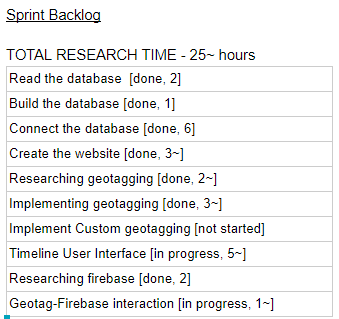 Sprint Backlog
TOTAL RESEARCH TIME - 25~ hours
Read the database  [done, 2]
Build the database [done, 1]
Connect the database [done, 6]
Create the website [done, 3~]
Researching geotagging [done, 2~]
Implementing geotagging [done, 3~]
Implement Custom geotagging [not started]
Timeline User Interface [in progress, 5~]
Researching firebase [done, 2]
Geotag-Firebase interaction [in progress, 1~]